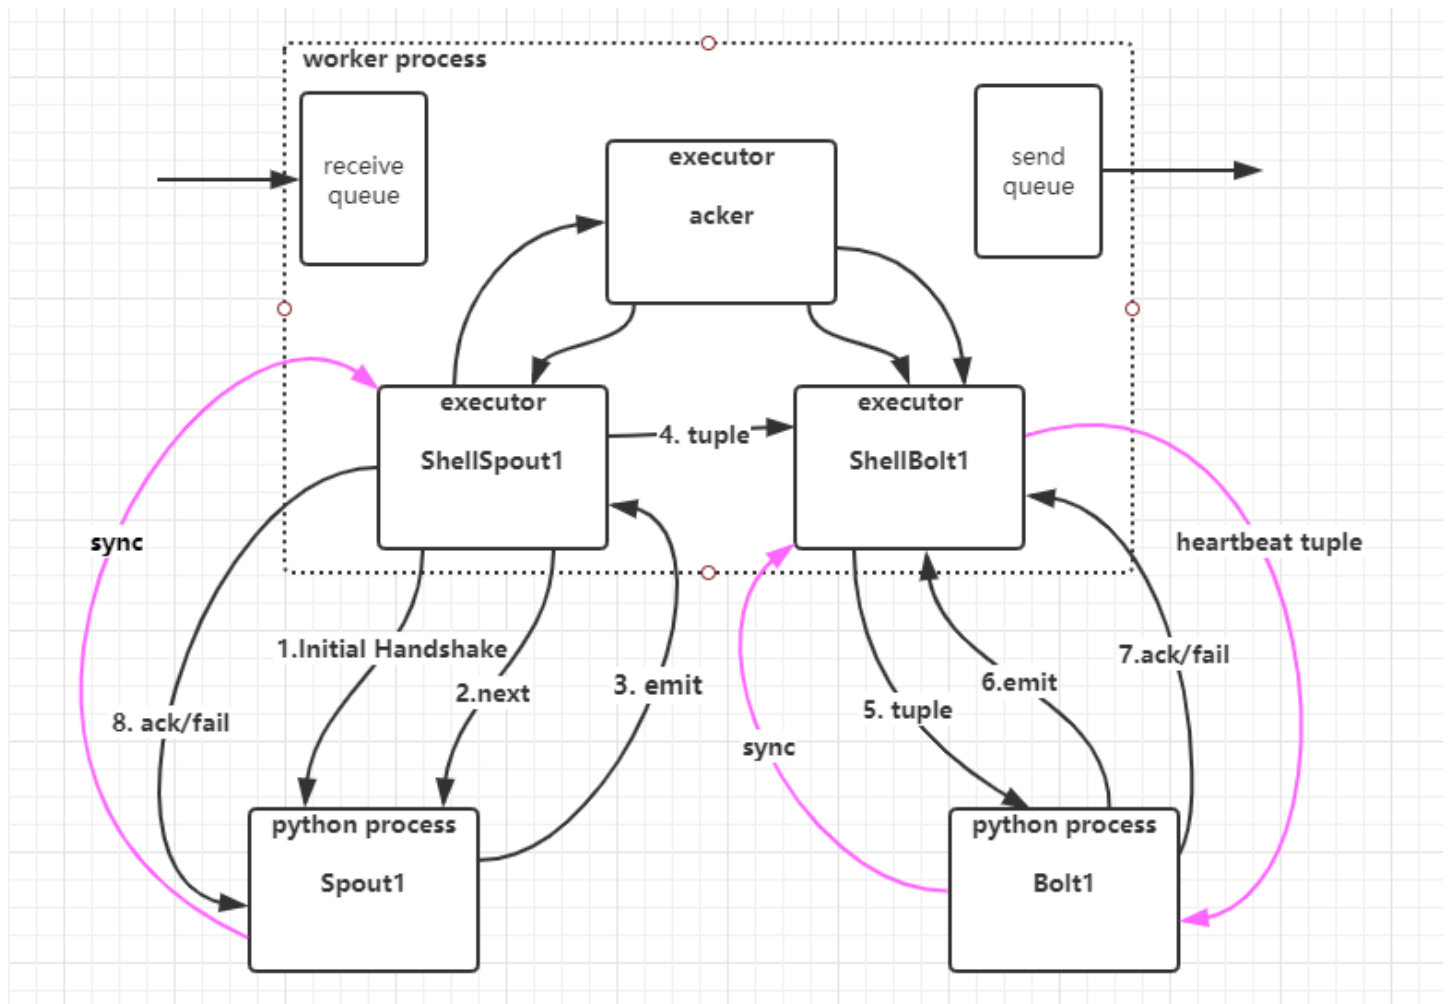 worker process
receive
queue
executor
acker
send
queue
executor
ShellSpout1
4. tuple
executor
ShellBolt1
sync
heartbeat tuple
1.Initial Handshake
2.next
3. emit
8. ack/fail
5. tuple
6.emit
7.ack/fail
sync
python process
Spout1
python process
Bolt1